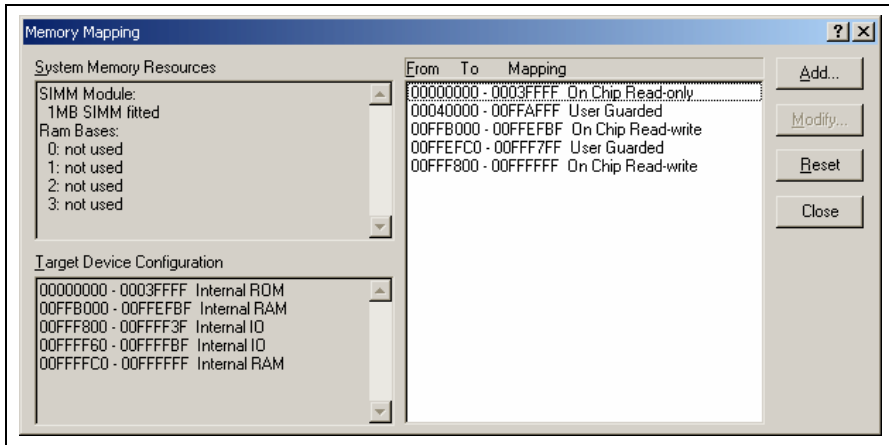 Memory Mapping
System Memory Resources
SIMM Module:
1MB SIMM fitted
Ram Bases:
0: not used
1: not used
2: not used
3: not used
Target Device Configuration
00000000 - 0003FFFF Internal ROM
00FFB000 - 00FFEFBF Internal RAM
00FFF800 - 00FFFF3F Internal IO
00FFFF60 - 00FFFFBF Internal IO
00FFFFC0 - 00FFFFFF Internal RAM
From To Mapping
00000000 - 0003FFFF On Chip Read-only
00040000 - 00FFAFFF User Guarded
00FFB000 - 00FFEFBF On Chip Read-write
00FFEFC0 - 00FFF7FF User Guarded
00FFF800 - 00FFFFFF On Chip Read-write
Add...
Modify...
Reset
Close